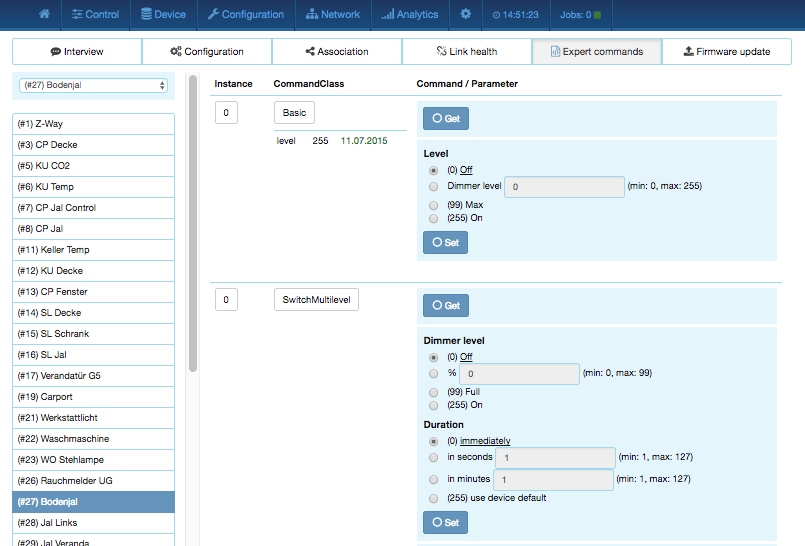 Control Device Configuration Network Analytics 14:51:23 Jobs: 0
Interview Configuration Association Link health Expert commands Firmware update
(#27) Bodenjal
(#1) Z-Way
(#3) CP Decke
(#5) KU CO2
(#6) KU Temp
(#7) CP Jal Control
(#8) CP Jal
(#11) Keller Temp
(#12) KU Decke
(#13) CP Fenster
(#14) SL Decke
(#15) SL Schrank
(#16) SL Jal
(#17) Verandatür G5
(#19) Carport
(#21) Werkstattlicht
(#22) Waschmaschine
(#23) WO Stehlampe
(#26) Rauchmelder UG
(#27) Bodenjal
(#28) Jal Links
(#29) Jal Veranda
Instance CommandClass Command / Parameter
0 Basic Get
level 255 11.07.2015
Level
(0) Off
Dimmer level 0 (min: 0, max: 255)
(99) Max
(255) On
Set
0 SwitchMultilevel Get
Dimmer level
(0) Off
% 0 (min: 0, max: 99)
(99) Full
(255) On
Duration
(0) immediately
in seconds 1 (min: 1, max: 127)
in minutes 1 (min: 1, max: 127)
(255) use device default
Set